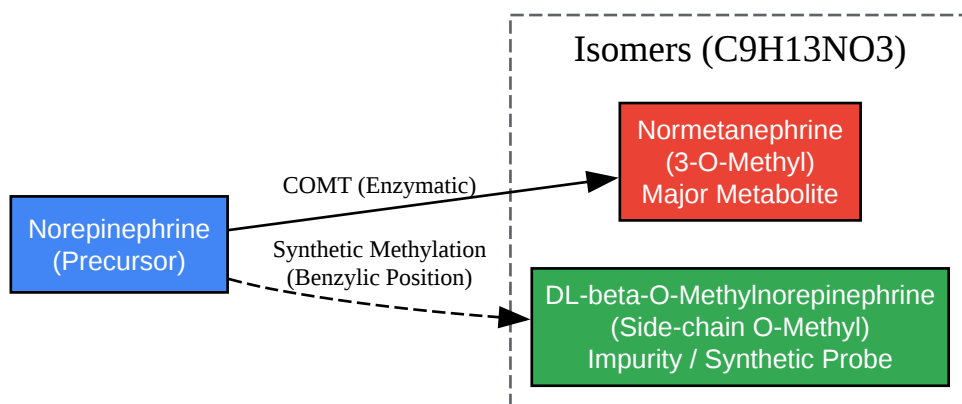 Isomers (C9H13NO3)
Normetanephrine
(3-O-Methyl)
Major Metabolite
COMT (Enzymatic)
Norepinephrine
(Precursor)
Synthetic Methylation
(Benzylic Position)
DL-beta-O-Methylnorepinephrine
(Side-chain O-Methyl)
Impurity / Synthetic Probe